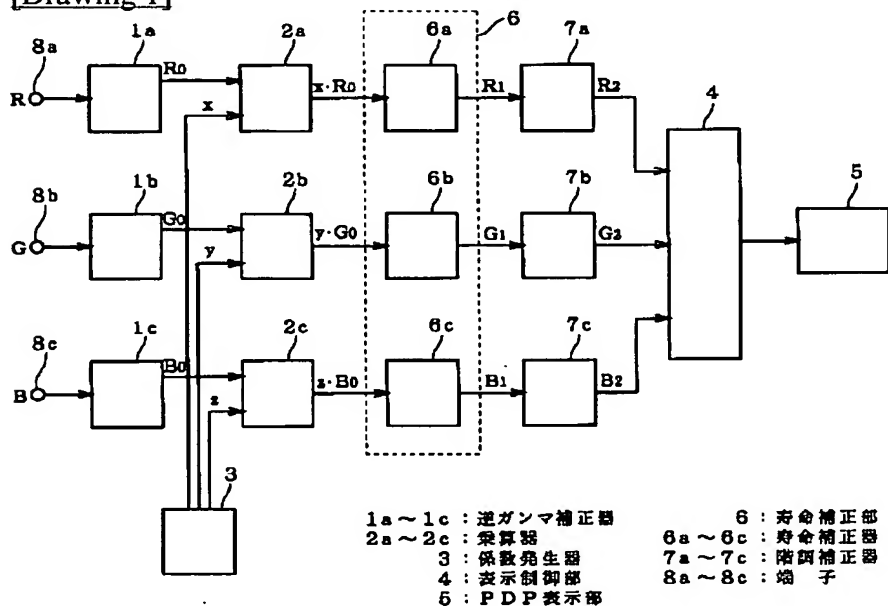 [Drawing 1]
6
1a 2a 6a 7a
8a R0 x·R0 R1 R2
R x 4
1b 2b 6b 7b 5
8b G0 y·G0 G1 G2
G y
1c 2c 6c 7c
8c B0 z·B0 B1 B2
B z
3
1a~1c:逆ガンマ補正器
2a~2c:乗算器
3:係数発生器
4:表示制御部
5:PDP表示部
6:寿命補正部
6a~6c:寿命補正器
7a~7c:階調補正器
8a~8c:端 子